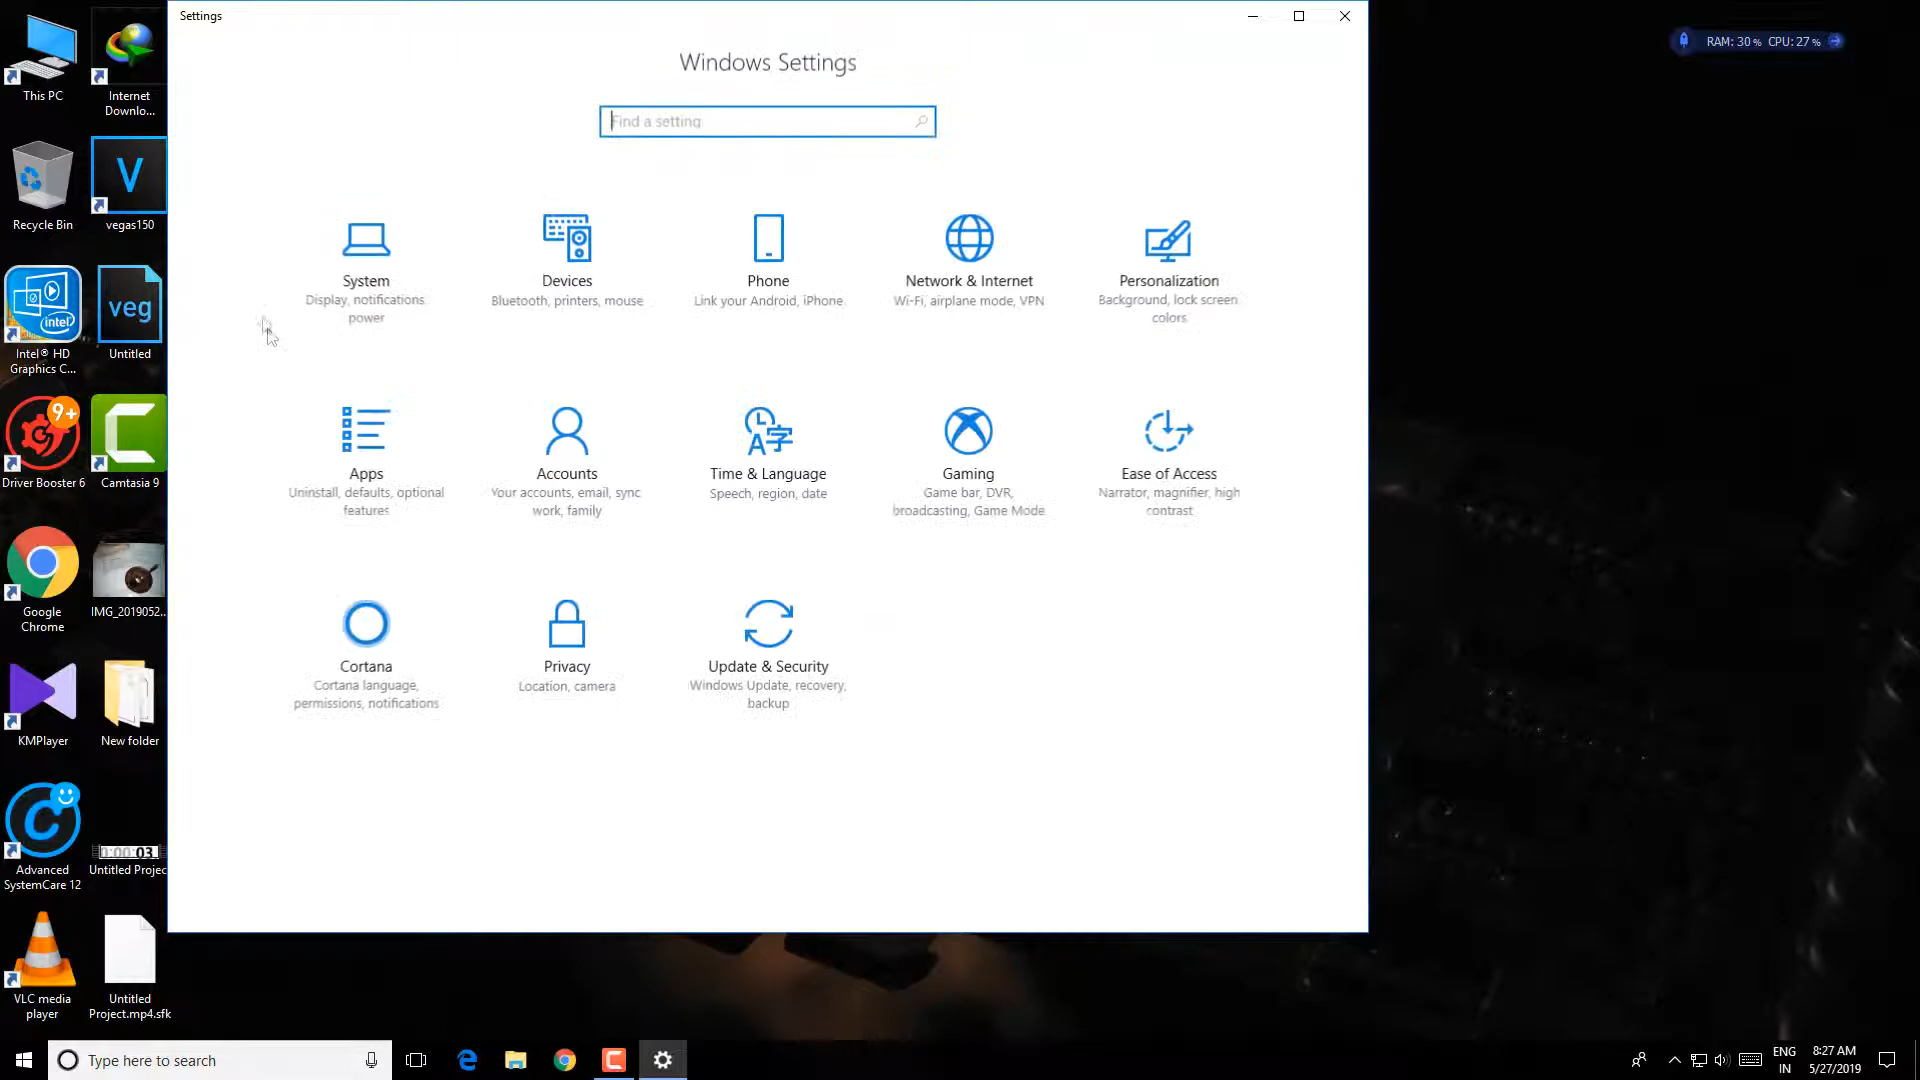 Settings
Windows Settings
Find a setting
System
Display, notifications
power
Devices
Bluetooth, printers, mouse
Phone
Link your Android, iPhone
Network & Internet
Wi-Fi, airplane mode, VPN
Personalization
Background, lock screen
colors
Apps
Uninstall, defaults, optional
features
Accounts
Your accounts, email, sync
work, family
Time & Language
Speech, region, date
Gaming
Game bar, DVR,
broadcasting, Game Mode
Ease of Access
Narrator, magnifier, high
contrast
Cortana
Cortana language,
permissions, notifications
Privacy
Location, camera
Update & Security
Windows Update, recovery,
backup
RAM: 30 % CPU: 27 %
This PC
Internet
Downlo...
Recycle Bin
V
vegas150
intel
Intel® HD
Graphics C...
veg
Untitled
9+
Driver Booster 6
Camtasia 9
Google
Chrome
IMG_2019052...
KMPlayer
New folder
Advanced
SystemCare 12
0:00:03
Untitled Projec
VLC media
player
Untitled
Project.mp4.sfk
Type here to search
ENG
IN
8:27 AM
5/27/2019